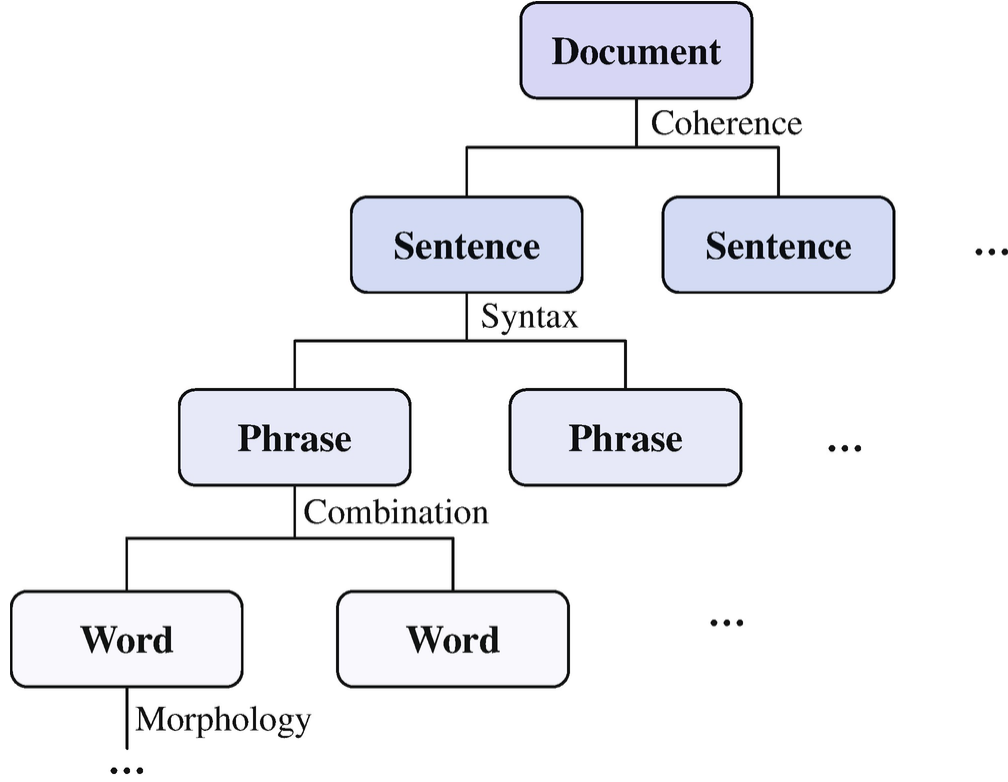 Document
Coherence
Sentence
Sentence
...
Syntax
Phrase
Phrase
...
Combination
Word
Word
...
Morphology
...